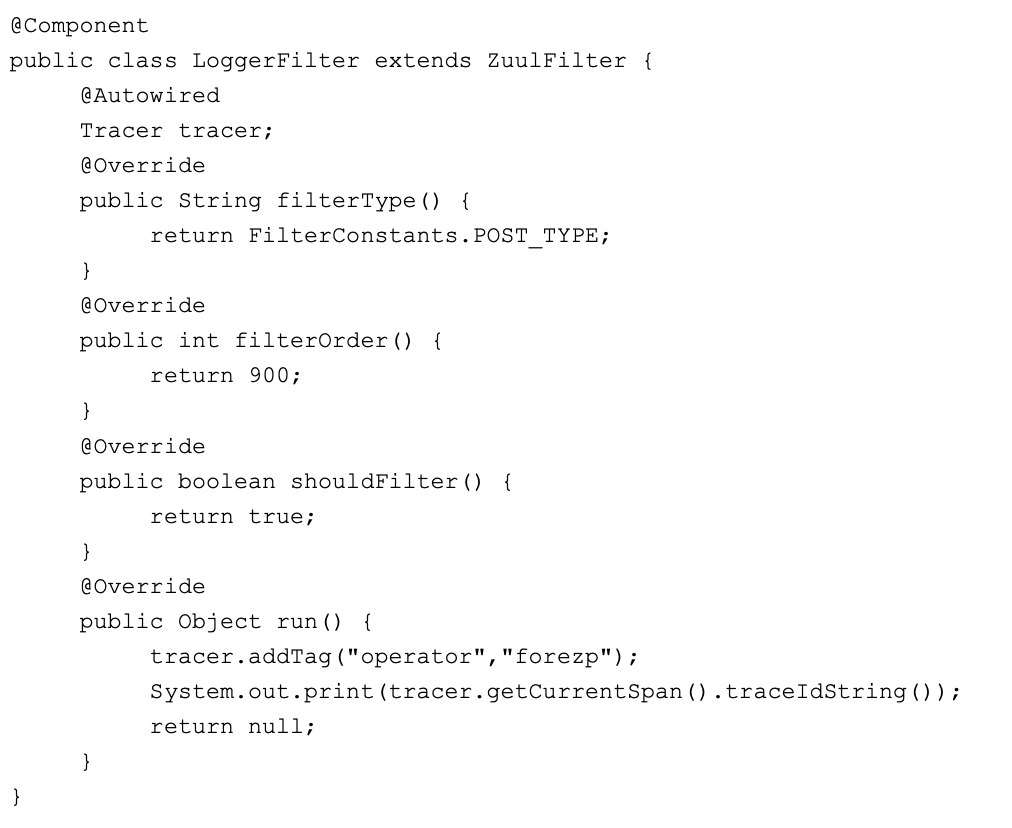 @Component
public class LoggerFilter extends ZuulFilter {
     @Autowired
     Tracer tracer;
     @Override
     public String filterType() {
          return FilterConstants.POST_TYPE;
     }
     @Override
     public int filterOrder() {
          return 900;
     }
     @Override
     public boolean shouldFilter() {
          return true;
     }
     @Override
     public Object run() {
          tracer.addTag("operator","forezp");
          System.out.print(tracer.getCurrentSpan().traceIdString());
          return null;
     }
}